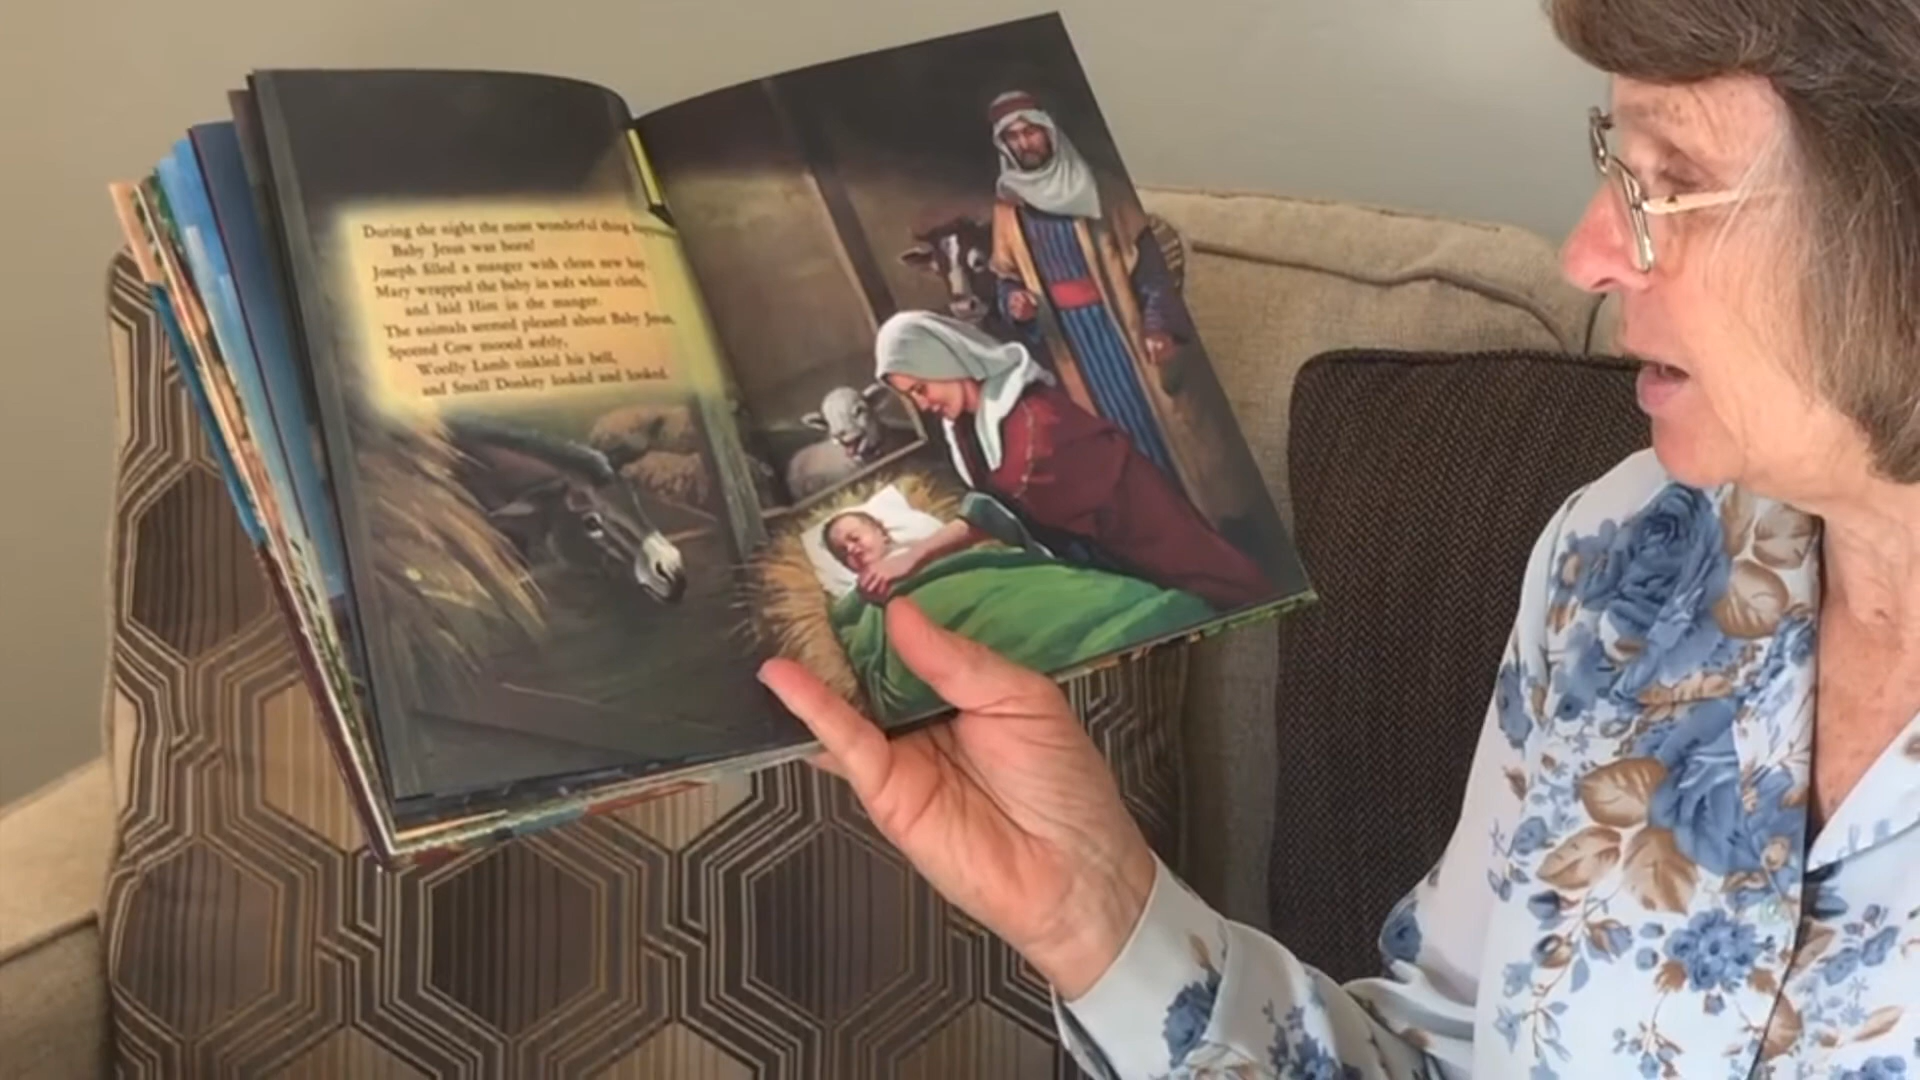 During the night the most wonderful thing
Baby Jesus was born!
Joseph filled a manger with clean new hay.
Mary wrapped the baby in soft white cloth,
and laid Him in the manger.
The animals seemed pleased about Baby Jesus.
Spotted Cow mooed softly,
Woolly Lamb tinkled his bell,
and Small Donkey looked and looked.